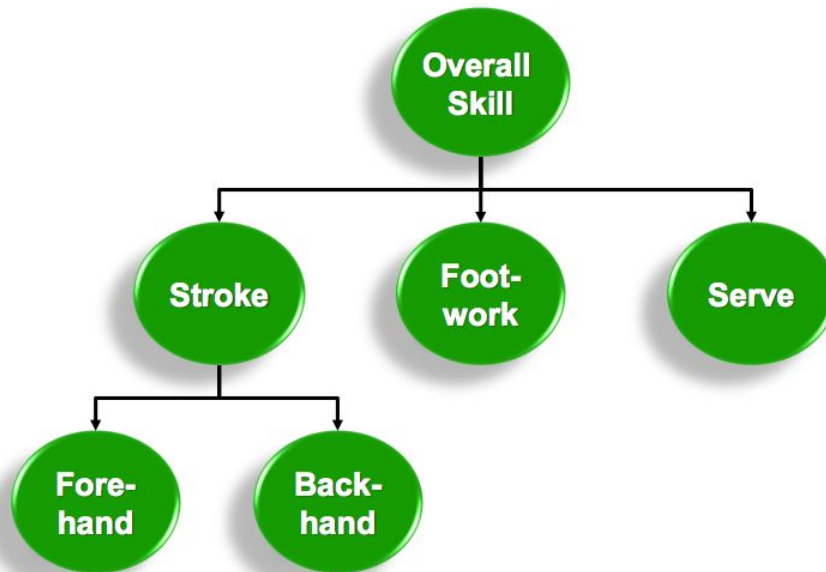 Overall
Skill
Stroke
Foot-
work
Serve
Fore-
hand
Back-
hand